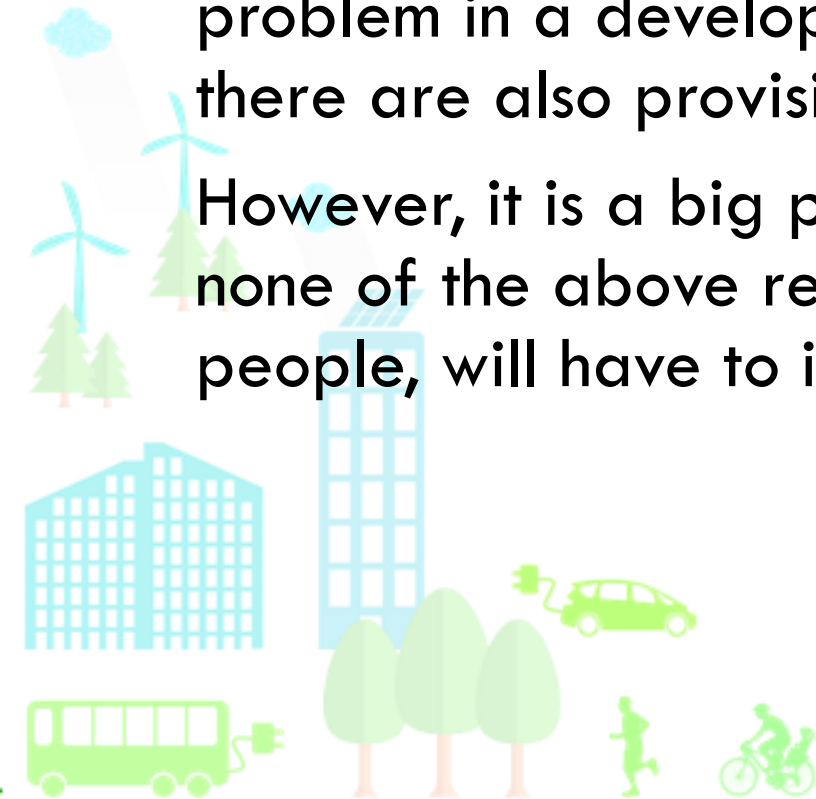 problem in a develop
there are also provisi
However, it is a big p
none of the above re
people, will have to i